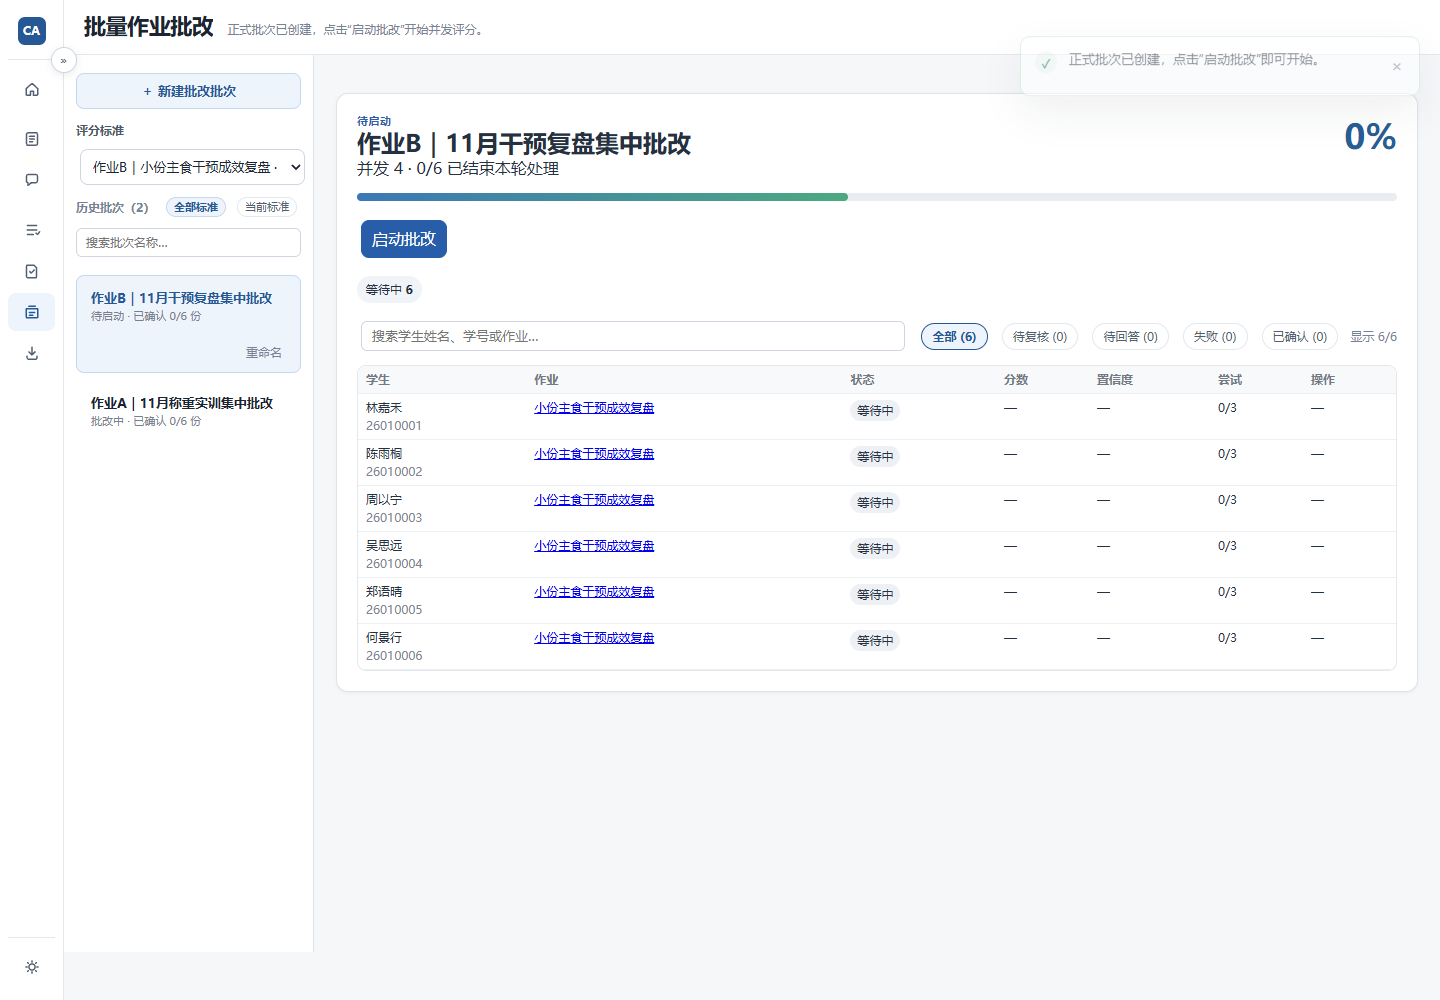 CA
»
批量作业批改
正式批次已创建，点击“启动批改”开始并发评分。
✓ 正式批次已创建，点击“启动批改”即可开始。 ×
+ 新建批改批次
评分标准
作业B｜小份主食干预成效复盘 ·
历史批次（2） 全部标准 当前标准
搜索批次名称...
作业B｜11月干预复盘集中批改
待启动 · 已确认 0/6 份
重命名
作业A｜11月称重实训集中批改
批改中 · 已确认 0/6 份
待启动
作业B｜11月干预复盘集中批改
并发 4 · 0/6 已结束本轮处理
0%
启动批改
等待中 6
搜索学生姓名、学号或作业...
全部 (6) 待复核 (0) 待回答 (0) 失败 (0) 已确认 (0) 显示 6/6
学生 作业 状态 分数 置信度 尝试 操作
林嘉禾 小份主食干预成效复盘 等待中 — — 0/3 —
26010001
陈雨桐 小份主食干预成效复盘 等待中 — — 0/3 —
26010002
周以宁 小份主食干预成效复盘 等待中 — — 0/3 —
26010003
吴思远 小份主食干预成效复盘 等待中 — — 0/3 —
26010004
郑语晴 小份主食干预成效复盘 等待中 — — 0/3 —
26010005
何景行 小份主食干预成效复盘 等待中 — — 0/3 —
26010006